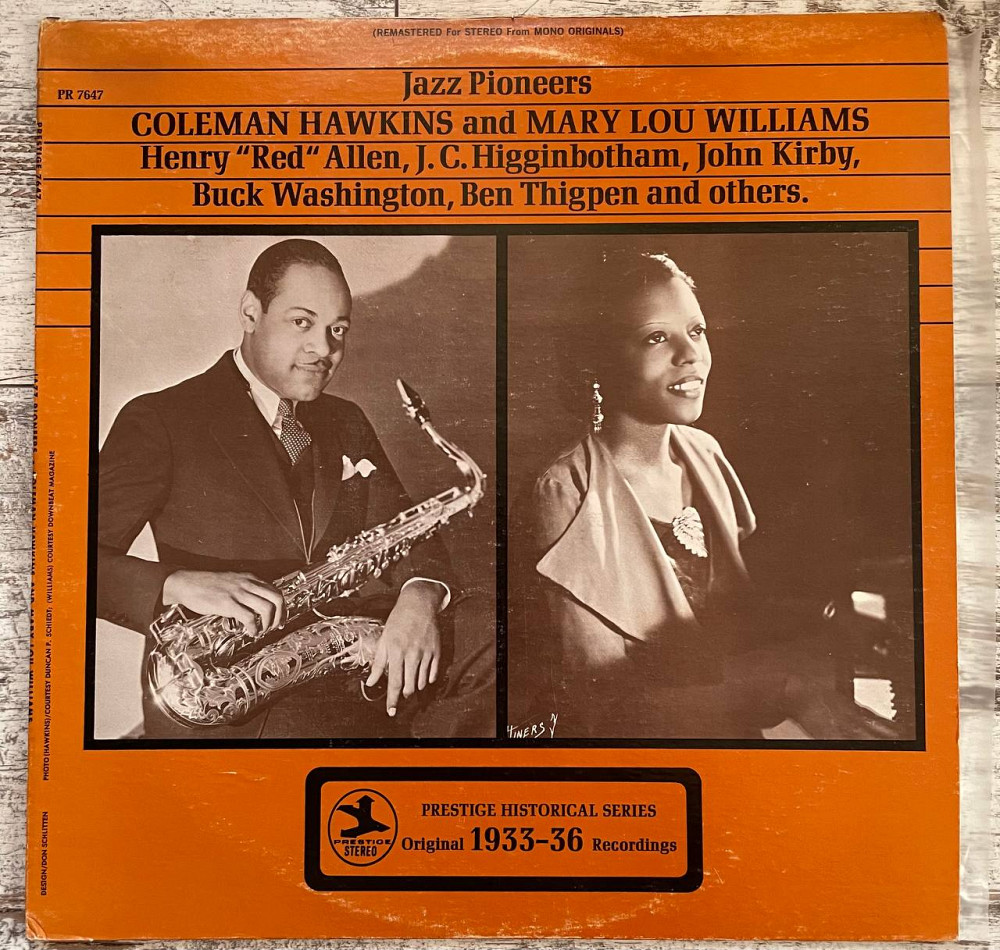 (REMASTERED For STEREO From MONO ORIGINALS)
Jazz Pioneers
PR 7647
COLEMAN HAWKINS and MARY LOU WILLIAMS
Henry "Red" Allen, J. C. Higginbotham, John Kirby,
Buck Washington, Ben Thigpen and others.
PHOTO (HAWKINS)/COURTESY DUNCAN P. SCHIEDT; (WILLIAMS) COURTESY DOWNBEAT MAGAZINE
DESIGN/DON SCHLITTEN
PRESTIGE
STEREO
PRESTIGE HISTORICAL SERIES
Original 1933–36 Recordings